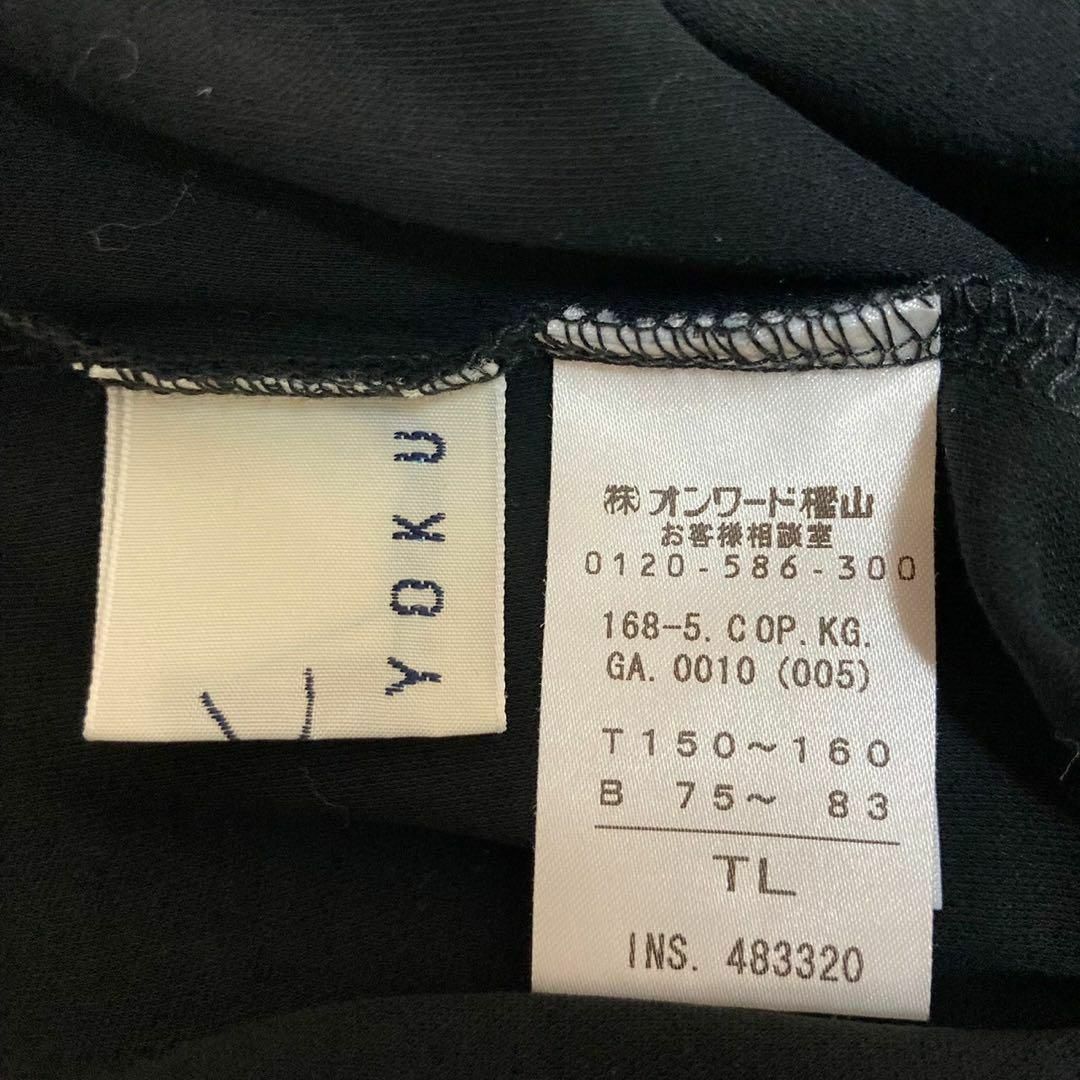 YOKU
㈱オンワード樫山
お客様相談室
0120-586-300
168-5. COP. KG.
GA. 0010 (005)
T 150～160
B 75～ 83
TL
INS. 483320